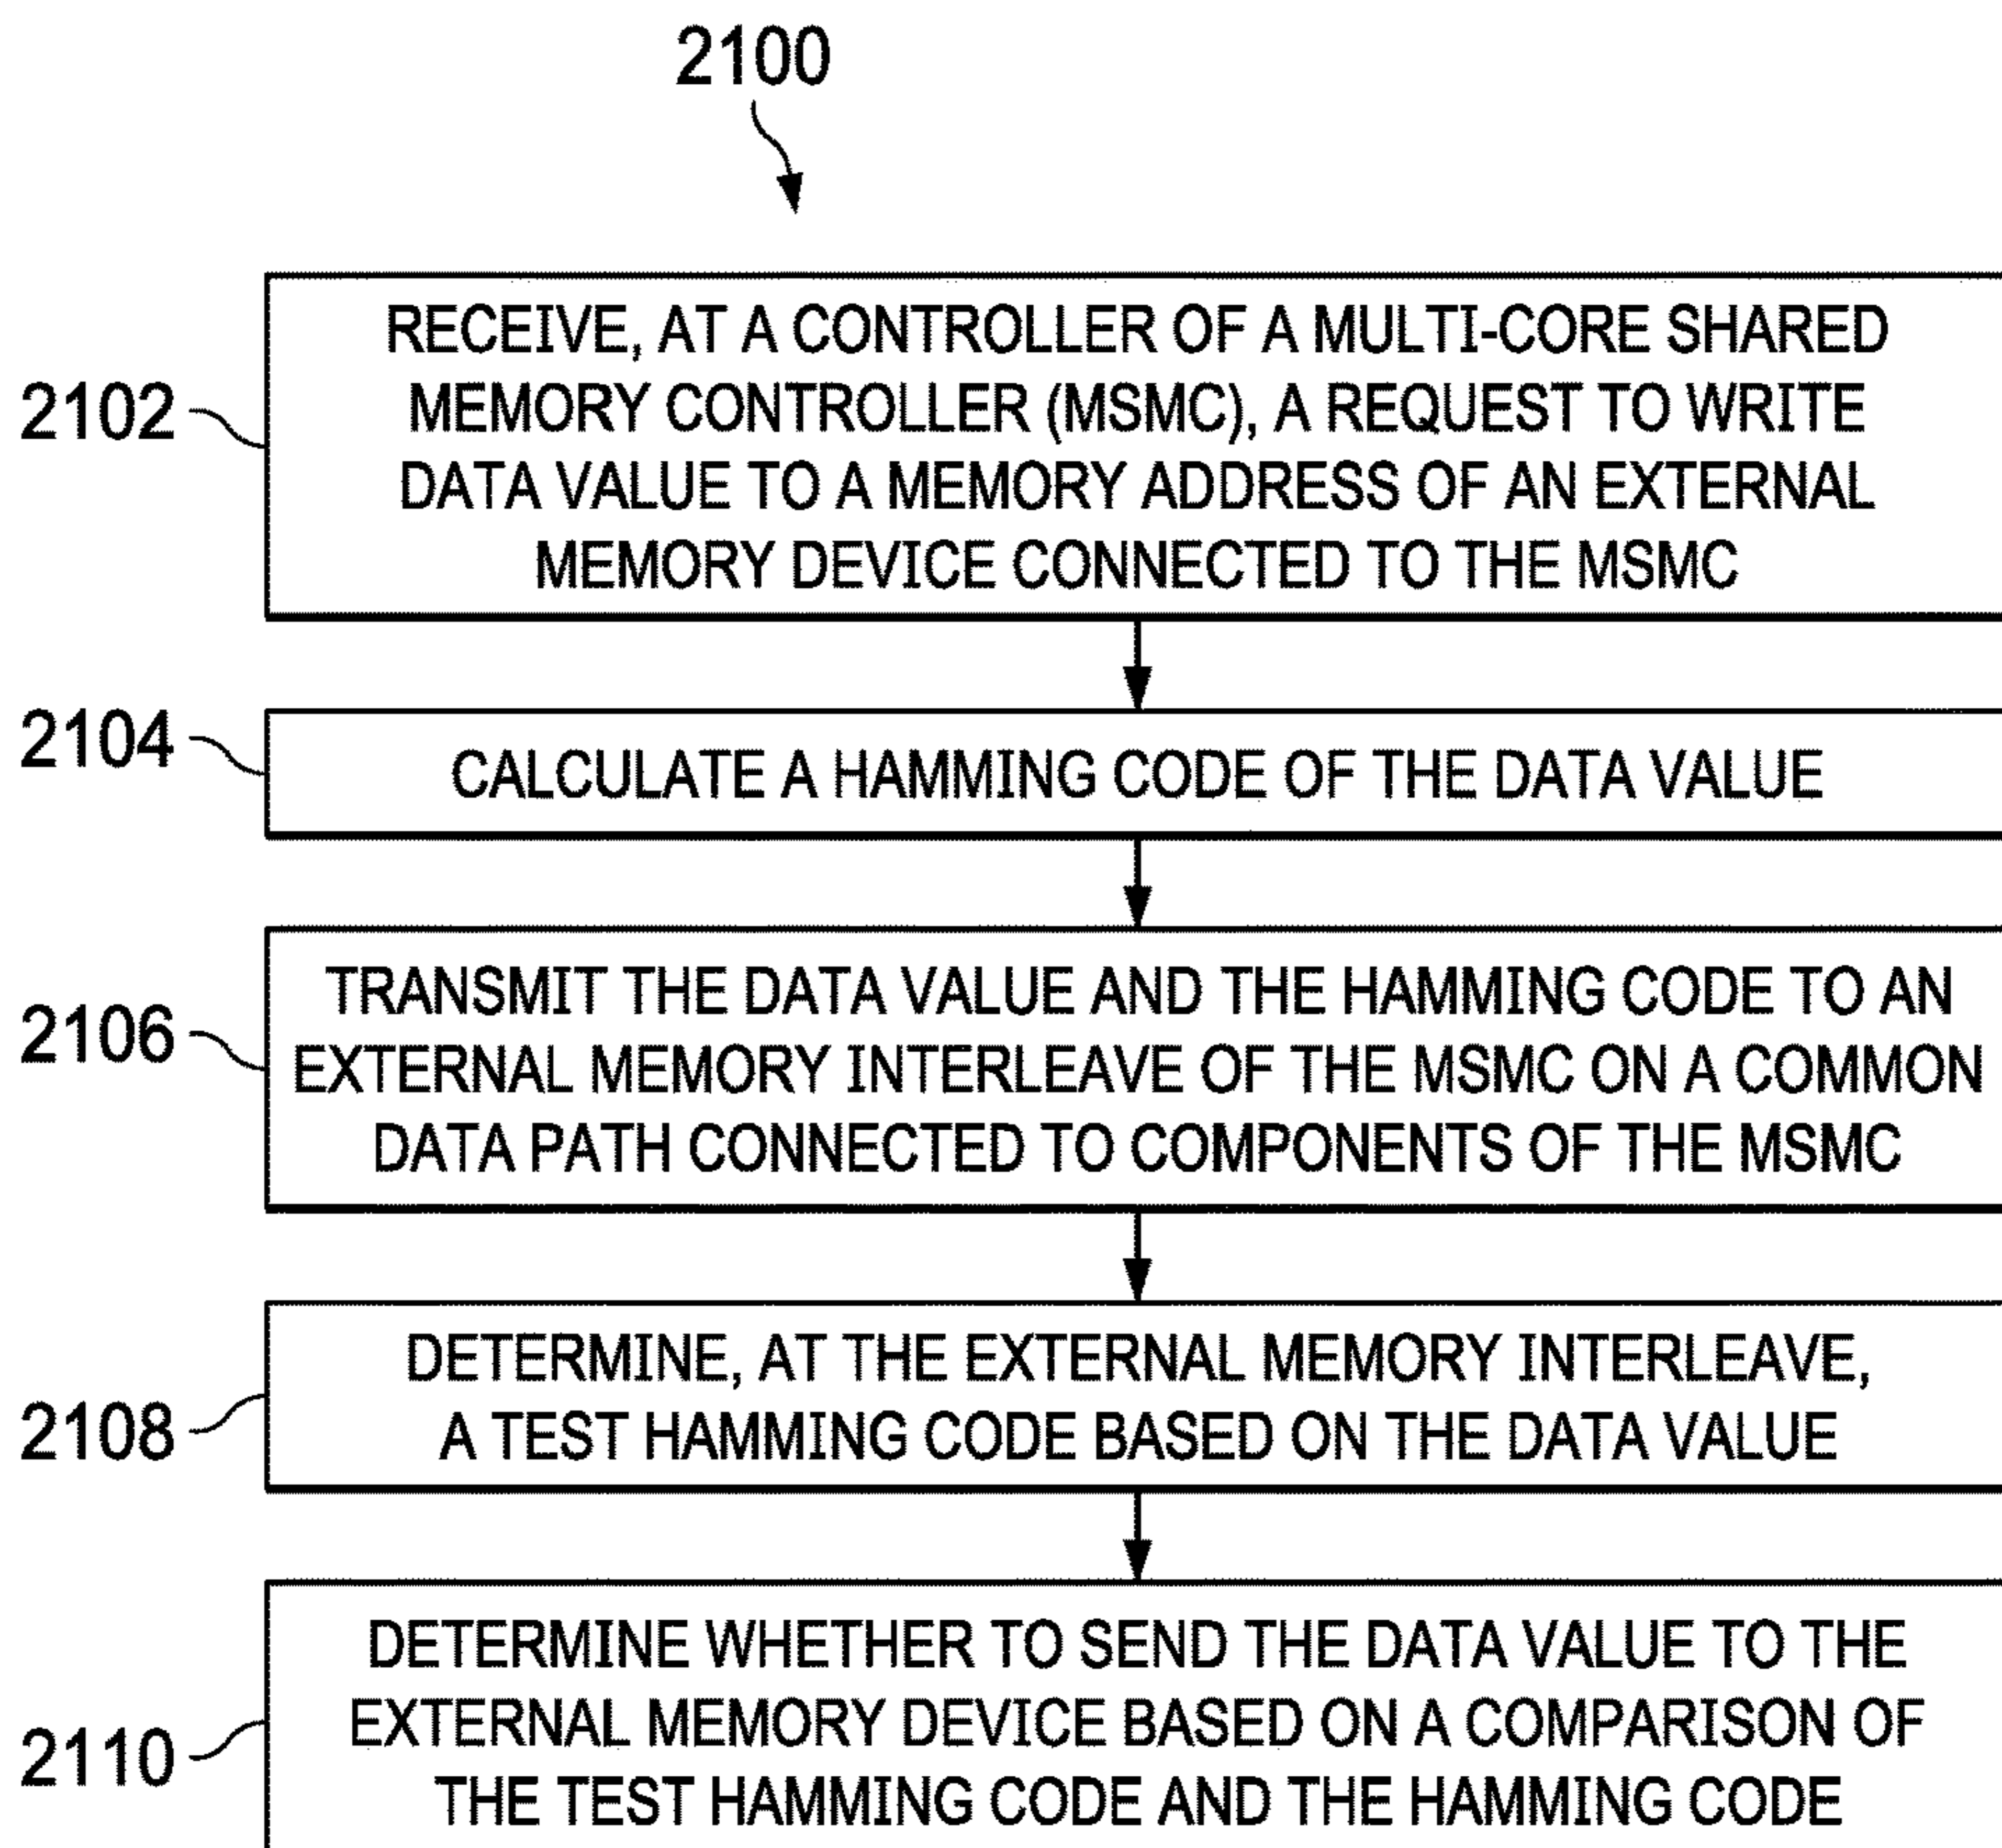 2100
2102
RECEIVE, AT A CONTROLLER OF A MULTI-CORE SHARED
MEMORY CONTROLLER (MSMC), A REQUEST TO WRITE
DATA VALUE TO A MEMORY ADDRESS OF AN EXTERNAL
MEMORY DEVICE CONNECTED TO THE MSMC
2104
CALCULATE A HAMMING CODE OF THE DATA VALUE
2106
TRANSMIT THE DATA VALUE AND THE HAMMING CODE TO AN
EXTERNAL MEMORY INTERLEAVE OF THE MSMC ON A COMMON
DATA PATH CONNECTED TO COMPONENTS OF THE MSMC
2108
DETERMINE, AT THE EXTERNAL MEMORY INTERLEAVE,
A TEST HAMMING CODE BASED ON THE DATA VALUE
2110
DETERMINE WHETHER TO SEND THE DATA VALUE TO THE
EXTERNAL MEMORY DEVICE BASED ON A COMPARISON OF
THE TEST HAMMING CODE AND THE HAMMING CODE